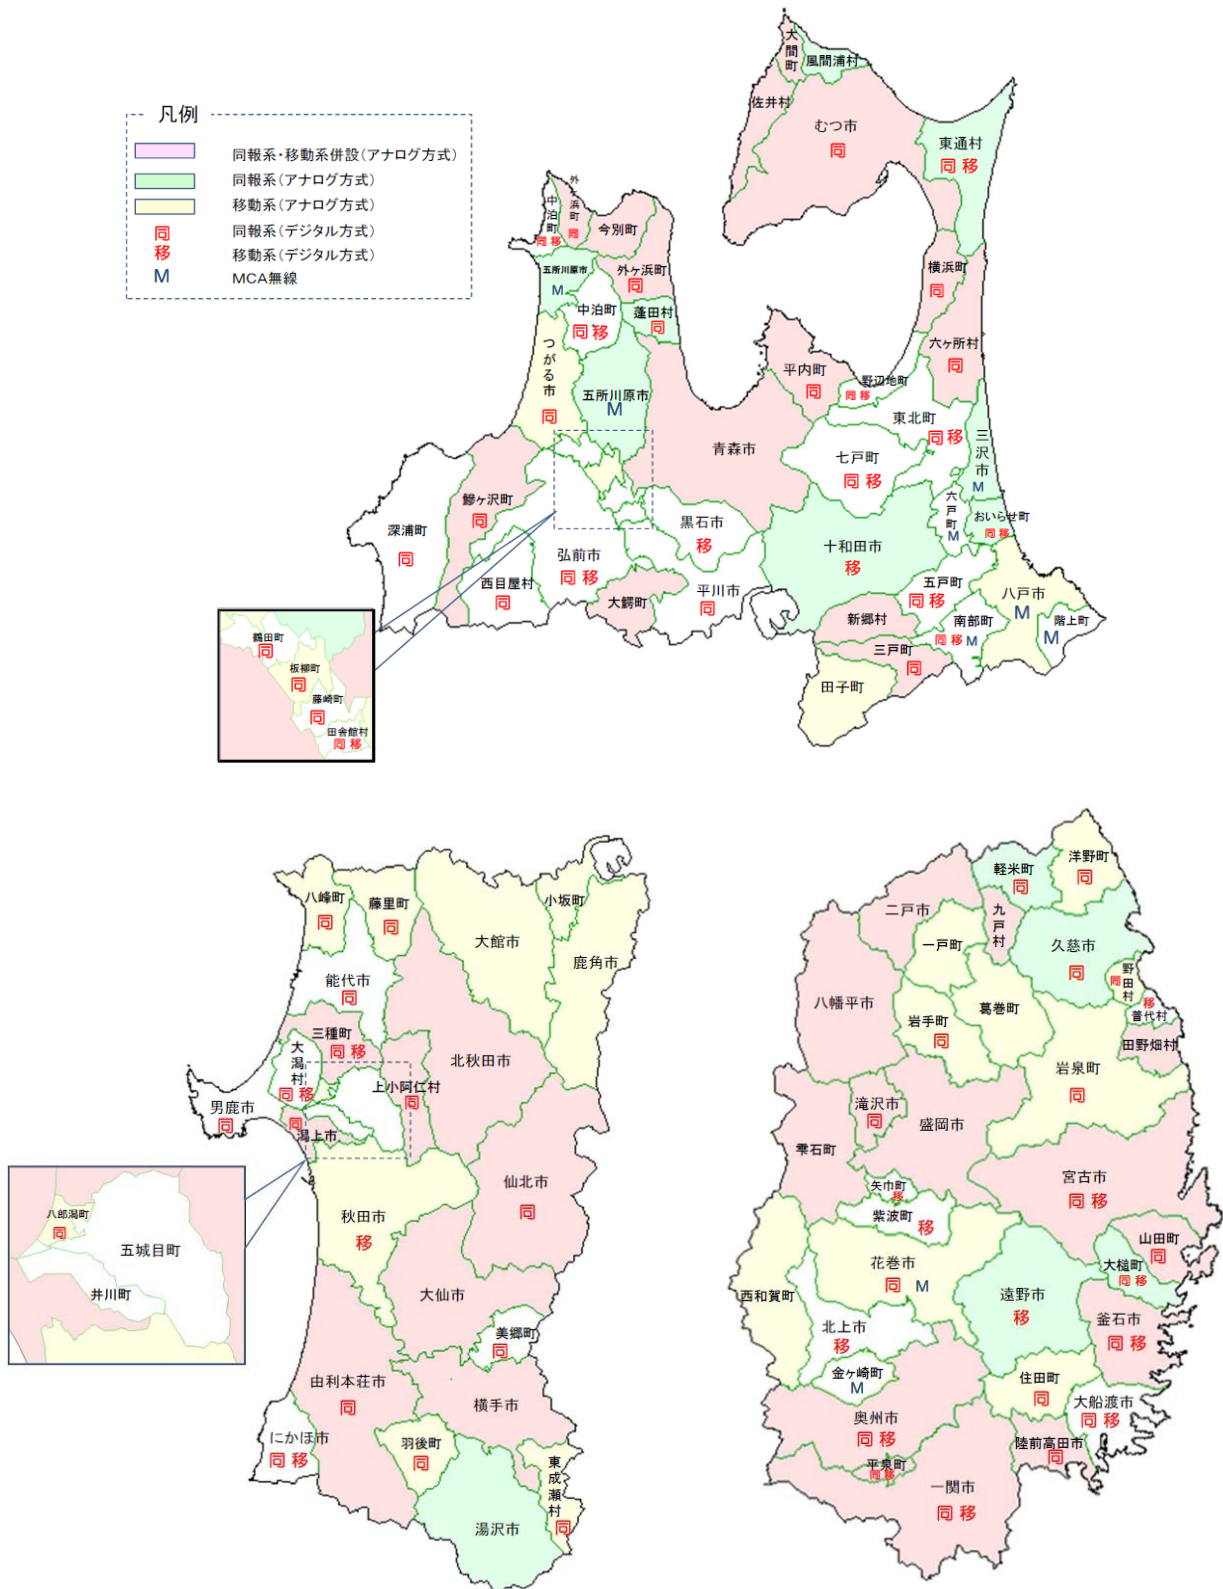 凡例
同報系・移動系併設(アナログ方式)
同報系(アナログ方式)
移動系(アナログ方式)
同 同報系(デジタル方式)
移 移動系(デジタル方式)
M MCA無線
大間町
風間浦村
佐井村
むつ市
同
東通村
同 移
外ヶ浜町
同
中泊町
同 移
今別町
五所川原市
M
外ヶ浜町
同
横浜町
同
中泊町
同 移
蓬田村
同
つがる市
同
六ヶ所村
同
平内町
同
野辺地町
同 移
五所川原市
M
東北町
同 移
青森市
七戸町
同 移
三沢市
M
鰺ヶ沢町
同
六戸町
M
おいらせ町
同 移
深浦町
同
黒石市
移
十和田市
移
弘前市
同 移
西目屋村
同
平川市
同
五戸町
同 移
八戸市
M
大鰐町
新郷村
南部町
同 移 M
階上町
M
三戸町
同
田子町
鶴田町
同
板柳町
同
藤崎町
同
田舎館村
同 移
八峰町
同
藤里町
同
小坂町
大館市
鹿角市
能代市
同
三種町
同 移
大潟村
同 移
北秋田市
上小阿仁村
同
男鹿市
同
同
潟上市
仙北市
同
秋田市
移
八郎潟町
同
五城目町
井川町
大仙市
美郷町
同
由利本荘市
同
横手市
にかほ市
同 移
羽後町
同
東成瀬村
同
湯沢市
洋野町
同
軽米町
同
二戸市
九戸村
一戸町
久慈市
同
野田村
同
移
普代村
八幡平市
葛巻町
岩手町
同
田野畑村
岩泉町
同
滝沢市
同
盛岡市
雫石町
宮古市
同 移
矢巾町
移
紫波町
移
山田町
同
花巻市
同 M
大槌町
同 移
西和賀町
遠野市
移
釜石市
同 移
北上市
移
金ヶ崎町
M
住田町
同
大船渡市
同 移
奥州市
同 移
陸前高田市
同
平泉町
同 移
一関市
同 移